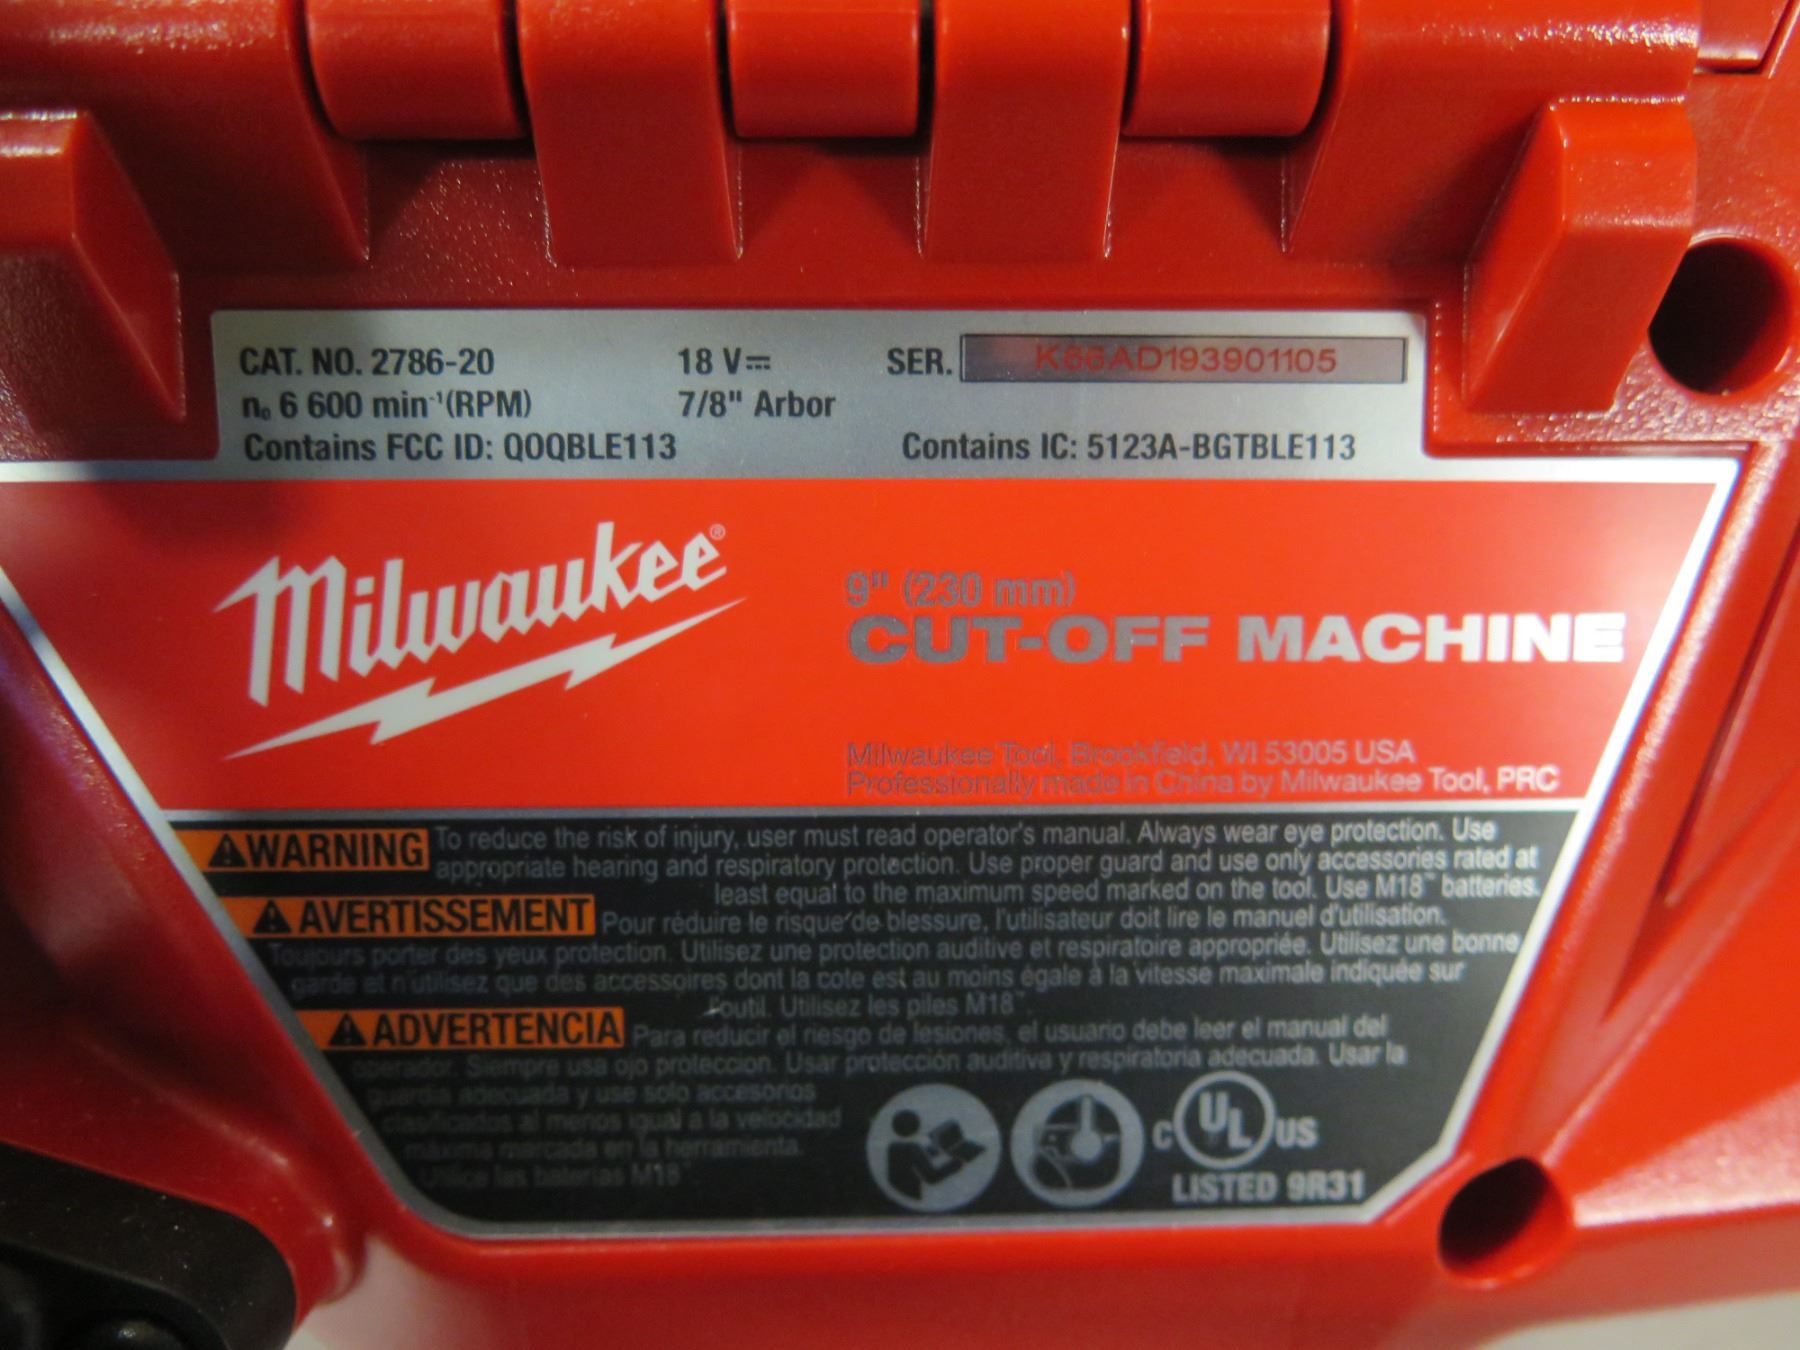 CAT. NO. 2786-20 18 V⎓ SER. K66AD193901105
n₀ 6 600 min⁻¹(RPM) 7/8" Arbor
Contains FCC ID: QOQBLE113 Contains IC: 5123A-BGTBLE113
Milwaukee®
9" (230 mm)
CUT-OFF MACHINE
Milwaukee Tool, Brookfield, WI 53005 USA
Professionally made in China by Milwaukee Tool, PRC
⚠WARNING To reduce the risk of injury, user must read operator's manual. Always wear eye protection. Use
appropriate hearing and respiratory protection. Use proper guard and use only accessories rated at
least equal to the maximum speed marked on the tool. Use M18™ batteries.
⚠AVERTISSEMENT Pour réduire le risque de blessure, l'utilisateur doit lire le manuel d'utilisation.
Toujours porter des yeux protection. Utilisez une protection auditive et respiratoire appropriée. Utilisez une bonne
garde et n'utilisez que des accessoires dont la cote est au moins égale à la vitesse maximale indiquée sur
l'outil. Utilisez les piles M18™.
⚠ADVERTENCIA Para reducir el riesgo de lesiones, el usuario debe leer el manual del
operador. Siempre usa ojo proteccion. Usar protección auditiva y respiratoria adecuada. Usar la
guardia adecuada y use solo accesorios
clasificados al menos igual a la velocidad
máxima marcada en la herramienta.
Utilice las baterías M18™.
C UL US
LISTED 9R31